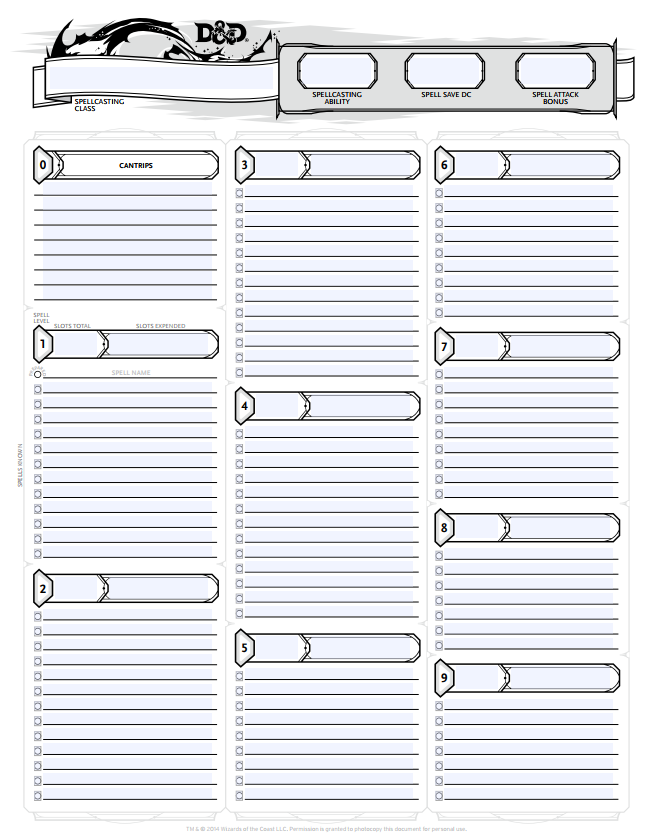 D&D
SPELLCASTING
CLASS
SPELLCASTING
ABILITY
SPELL SAVE DC
SPELL ATTACK
BONUS
0
CANTRIPS
SPELL
LEVEL
SLOTS TOTAL
SLOTS EXPENDED
1
SPELL NAME
SPELLS KNOWN
2
3
4
5
6
7
8
9
TM & © 2014 Wizards of the Coast LLC. Permission is granted to photocopy this document for personal use.